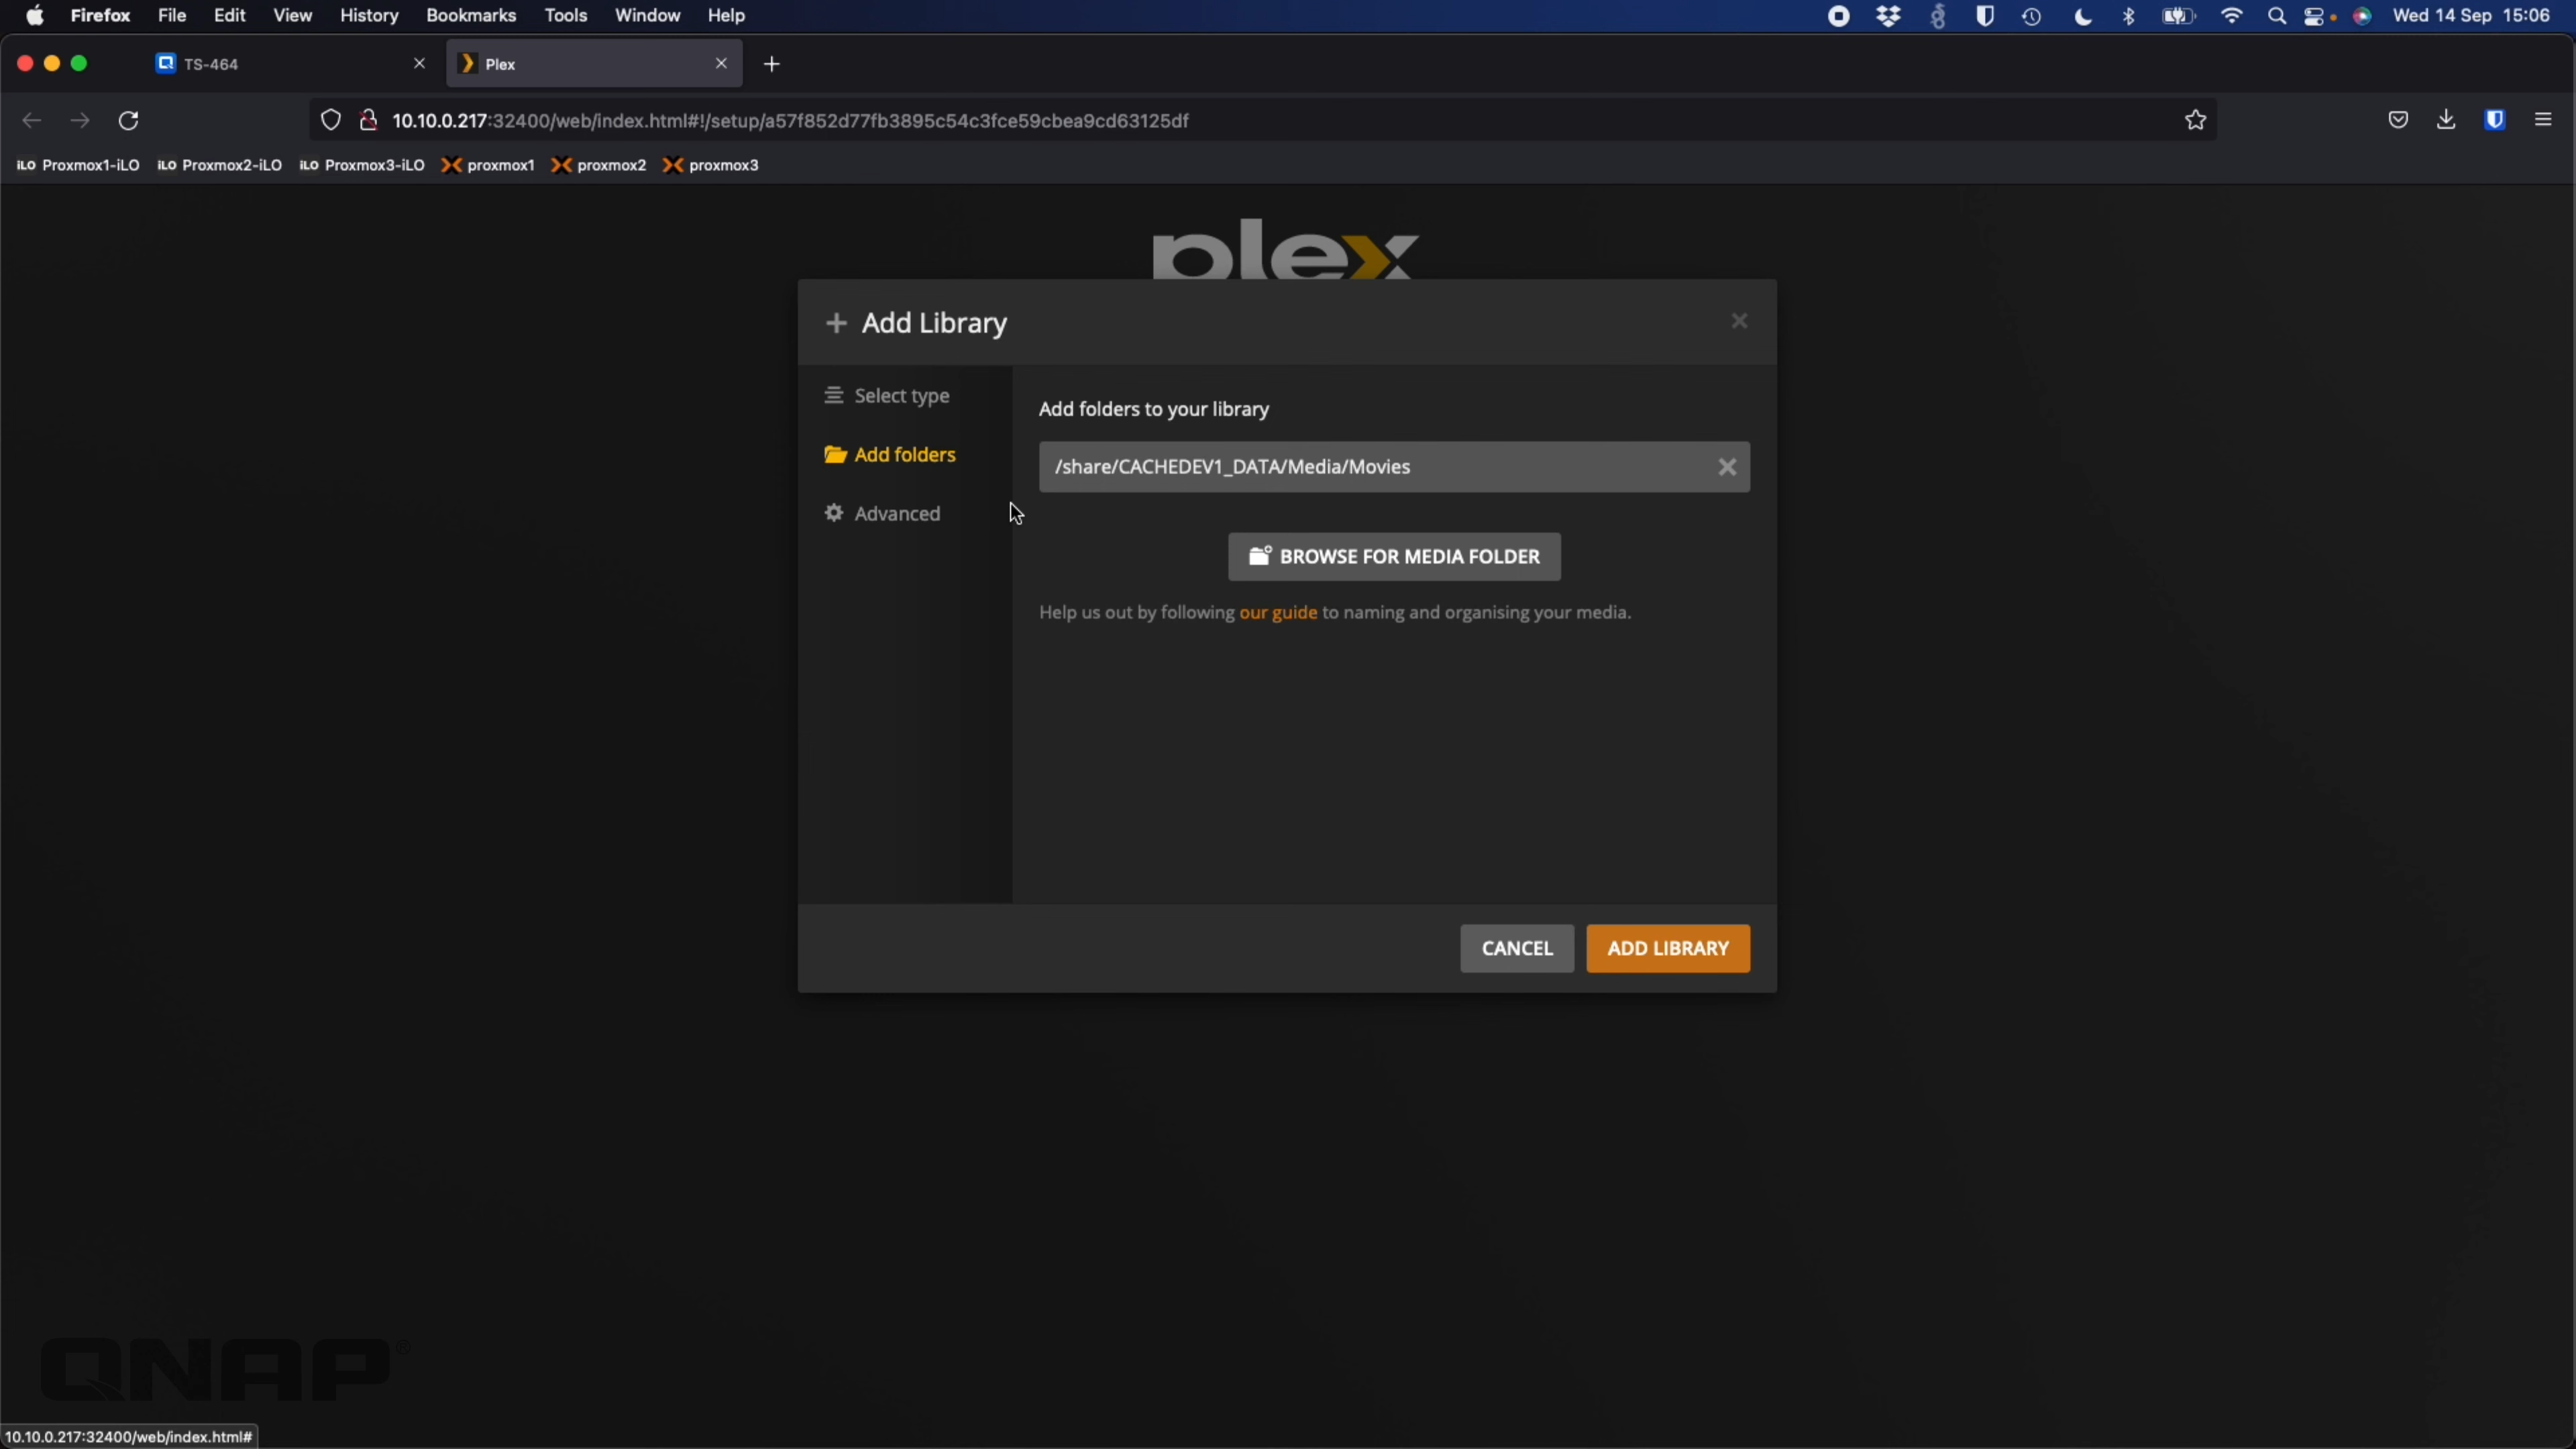 Firefox File Edit View History Bookmarks Tools Window Help Wed 14 Sep 15:06
TS-464 Plex
10.10.0.217:32400/web/index.html#!/setup/a57f852d77fb3895c54c3fce59cbea9cd63125df
iLO Proxmox1-iLO iLO Proxmox2-iLO iLO Proxmox3-iLO proxmox1 proxmox2 proxmox3
plex
Add Library
Select type
Add folders
Advanced
Add folders to your library
/share/CACHEDEV1_DATA/Media/Movies
BROWSE FOR MEDIA FOLDER
Help us out by following our guide to naming and organising your media.
CANCEL ADD LIBRARY
QNAP®
10.10.0.217:32400/web/index.html#